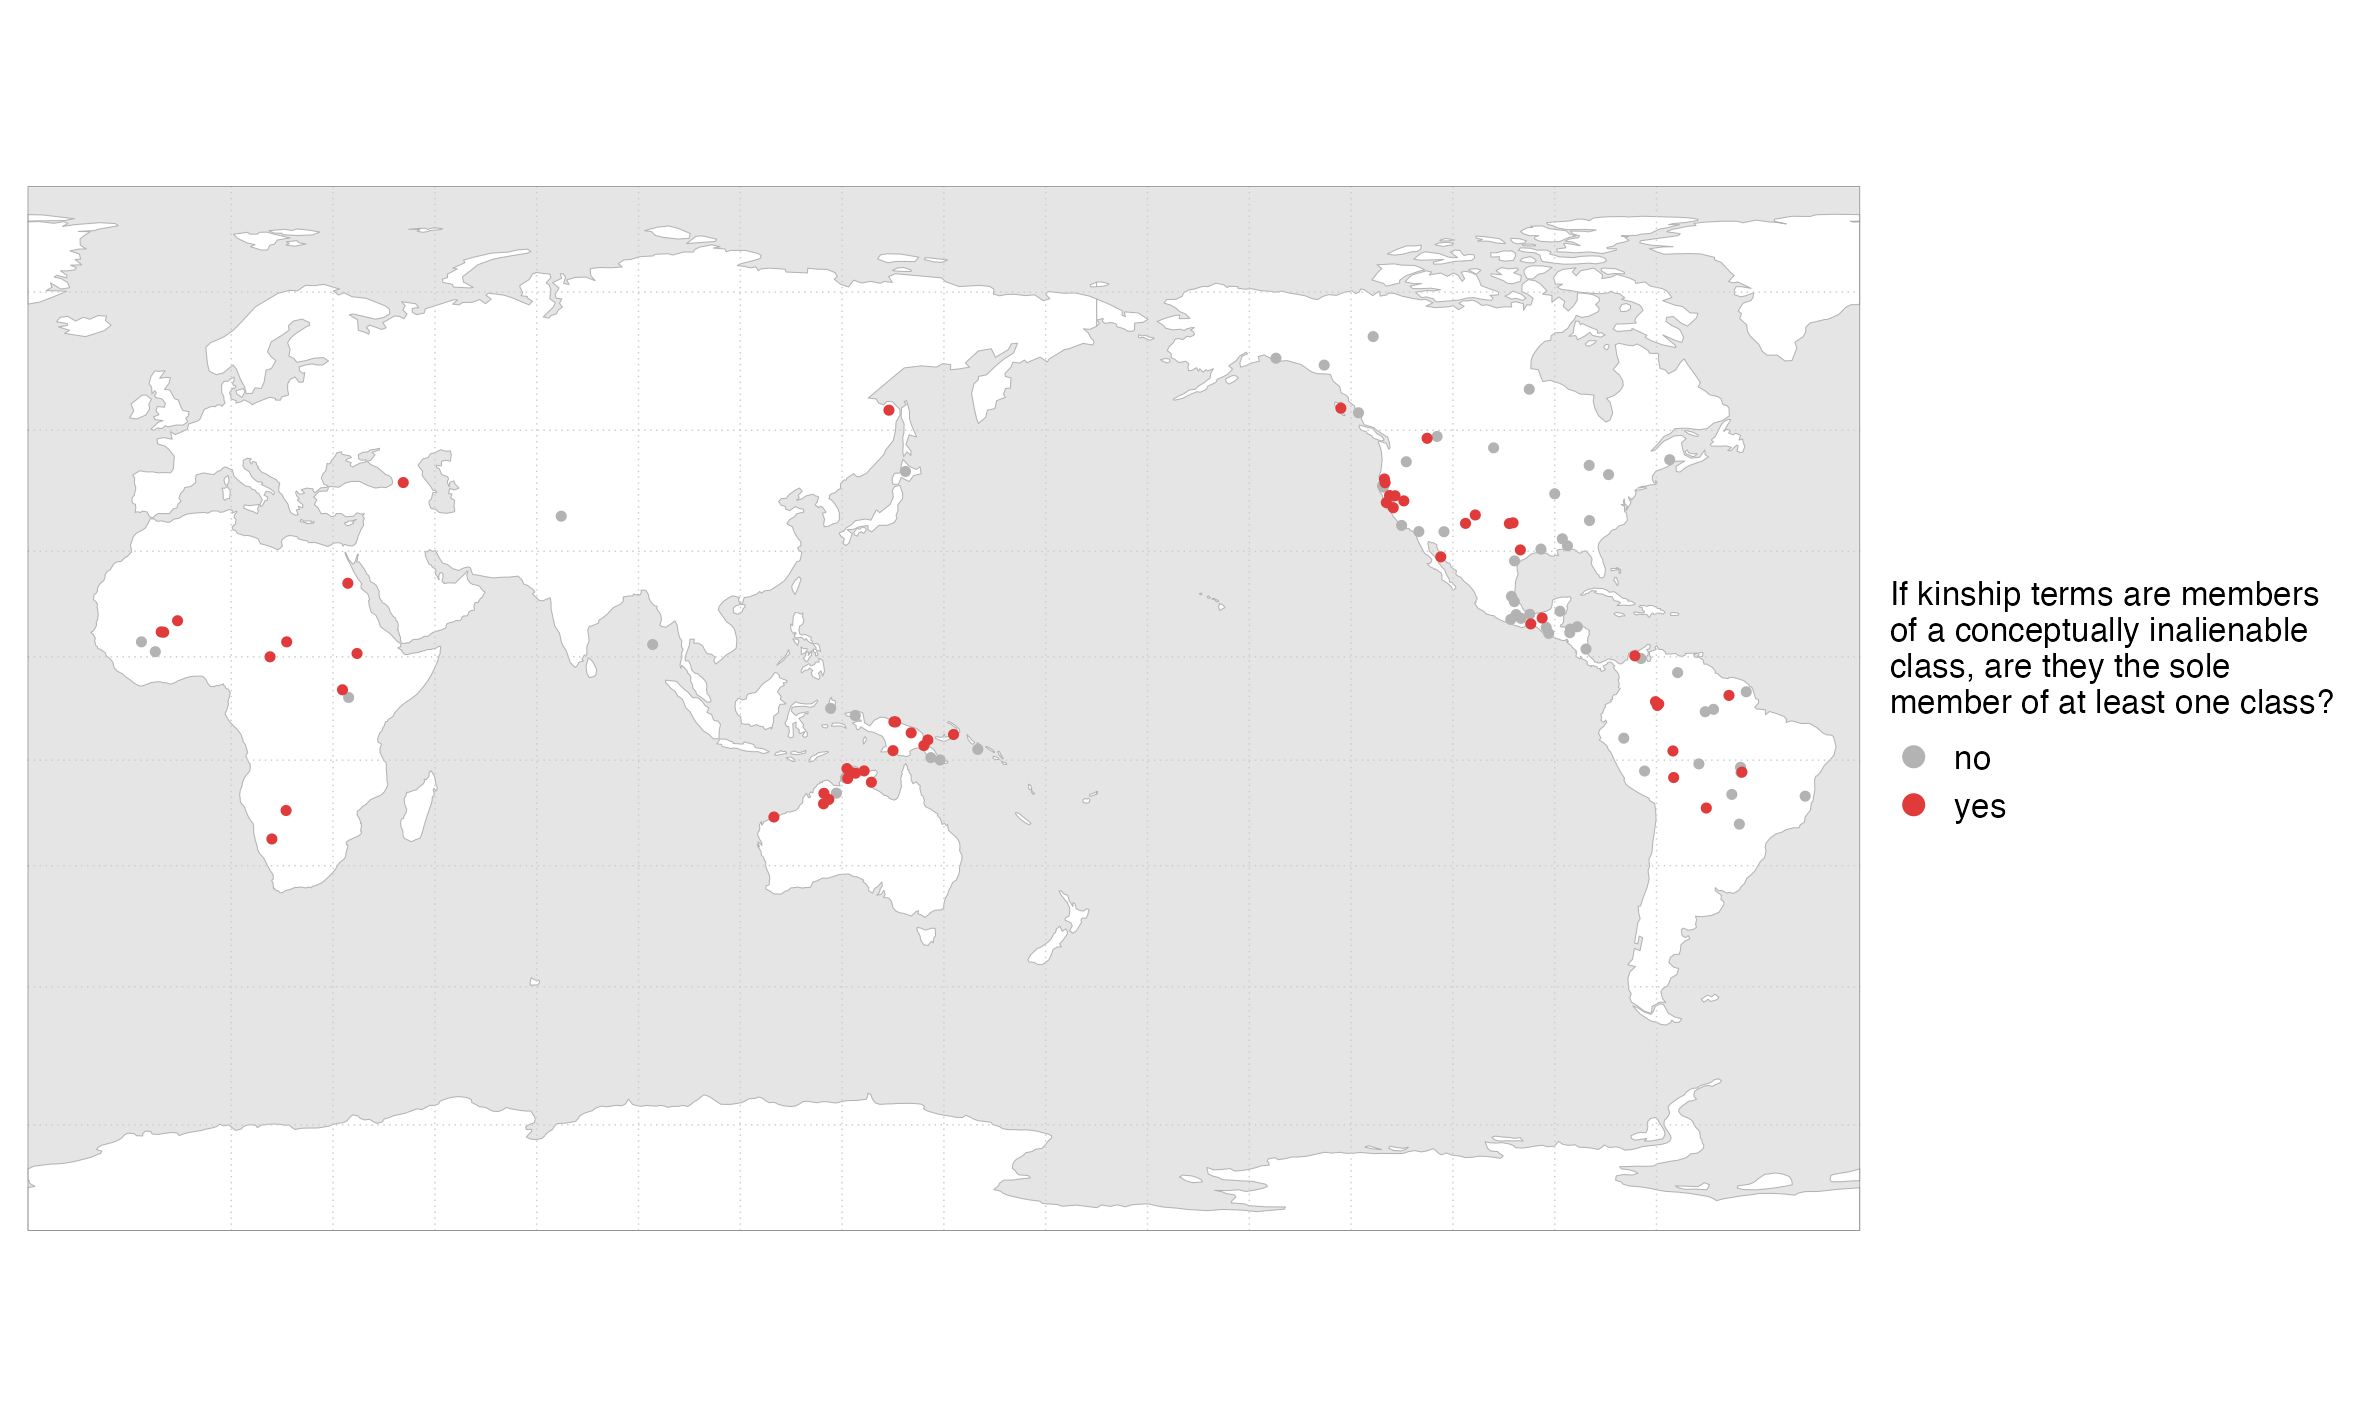 If kinship terms are members
of a conceptually inalienable
class, are they the sole
member of at least one class?
no
yes